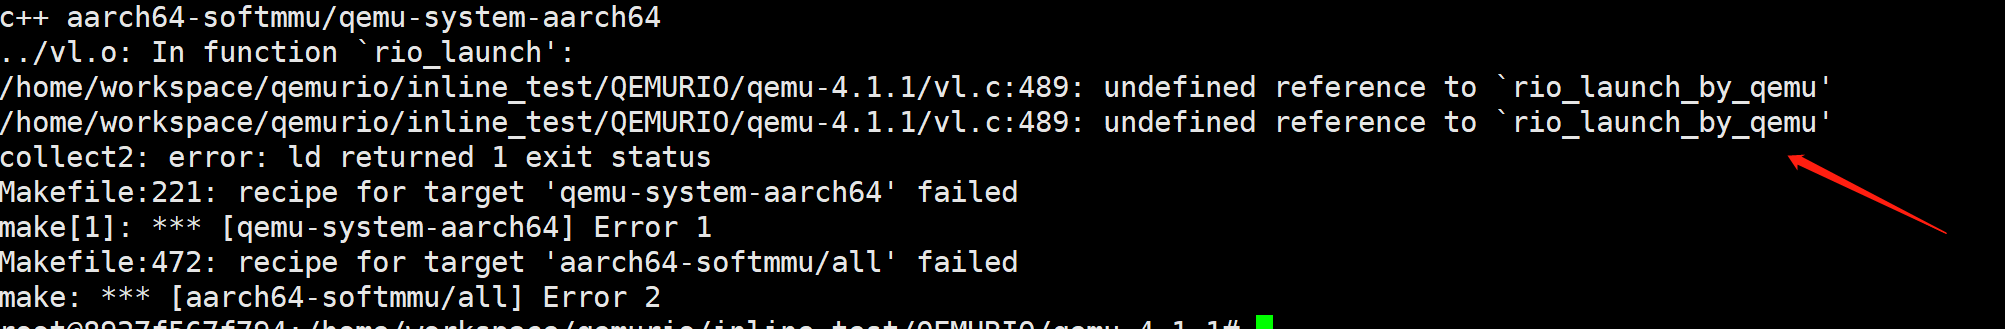 c++ aarch64-softmmu/qemu-system-aarch64
../vl.o: In function `rio_launch':
/home/workspace/qemurio/inline_test/QEMURIO/qemu-4.1.1/vl.c:489: undefined reference to `rio_launch_by_qemu'
/home/workspace/qemurio/inline_test/QEMURIO/qemu-4.1.1/vl.c:489: undefined reference to `rio_launch_by_qemu'
collect2: error: ld returned 1 exit status
Makefile:221: recipe for target 'qemu-system-aarch64' failed
make[1]: *** [qemu-system-aarch64] Error 1
Makefile:472: recipe for target 'aarch64-softmmu/all' failed
make: *** [aarch64-softmmu/all] Error 2
root@8937f567f794:/home/workspace/qemurio/inline_test/QEMURIO/qemu-4.1.1#